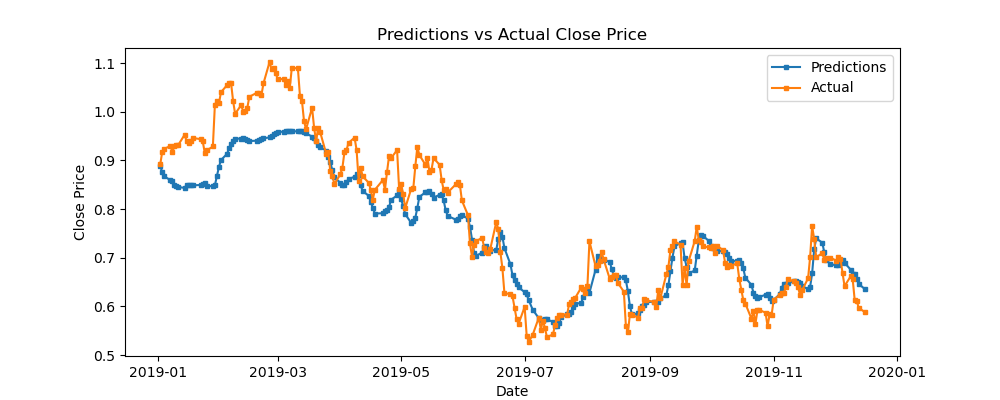 Predictions vs Actual Close Price
Predictions
Actual
Close Price
1.1
1.0
0.9
0.8
0.7
0.6
0.5
2019-01 2019-03 2019-05 2019-07 2019-09 2019-11 2020-01
Date